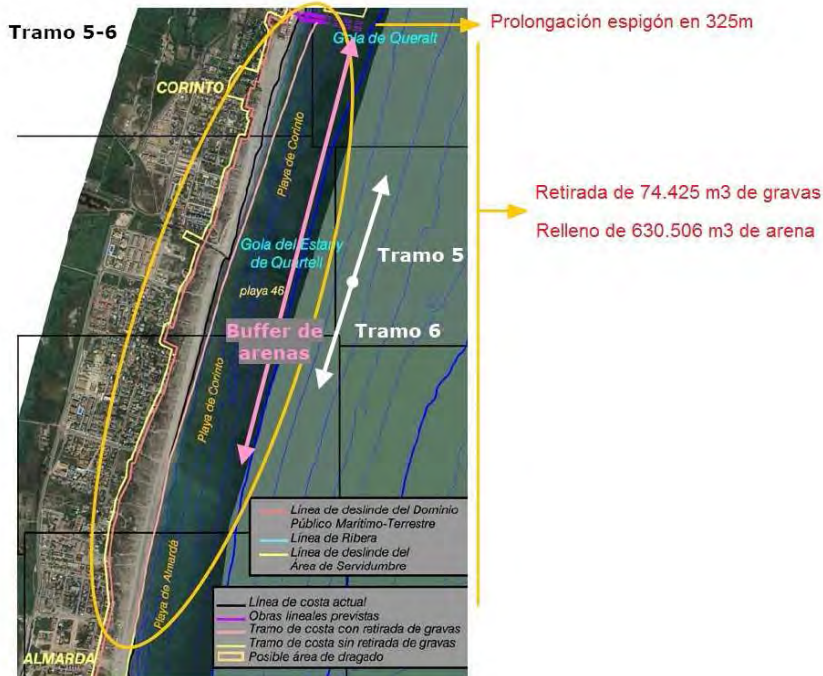 Tramo 5-6
Prolongación espigón en 325m
Gola de Queralt
CORINTO
Playa de Corinto
Retirada de 74.425 m3 de gravas
Relleno de 630.506 m3 de arena
Gola del Estany
de Quartell
Tramo 5
playa 46
Buffer de
arenas
Tramo 6
Playa de Corinto
Línea de deslinde del Dominio
Público Marítimo-Terrestre
Línea de Ribera
Línea de deslinde del
Área de Servidumbre
Playa de Almardá
Línea de costa actual
Obras lineales previstas
Tramo de costa con retirada de gravas
Tramo de costa sin retirada de gravas
Posible área de dragado
ALMARDA